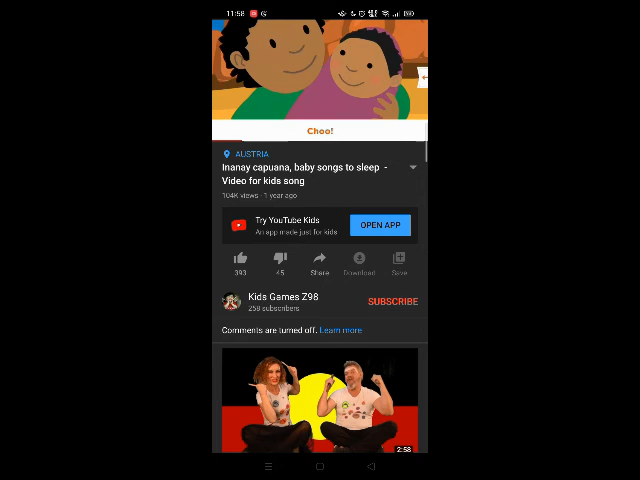 11:58
Choo!
AUSTRIA
Inanay capuana, baby songs to sleep -
Video for kids song
104K views · 1 year ago
Try YouTube Kids
An app made just for kids
OPEN APP
393
45
Share
Download
Save
Kids Games Z98
258 subscribers
SUBSCRIBE
Comments are turned off. Learn more
2:58